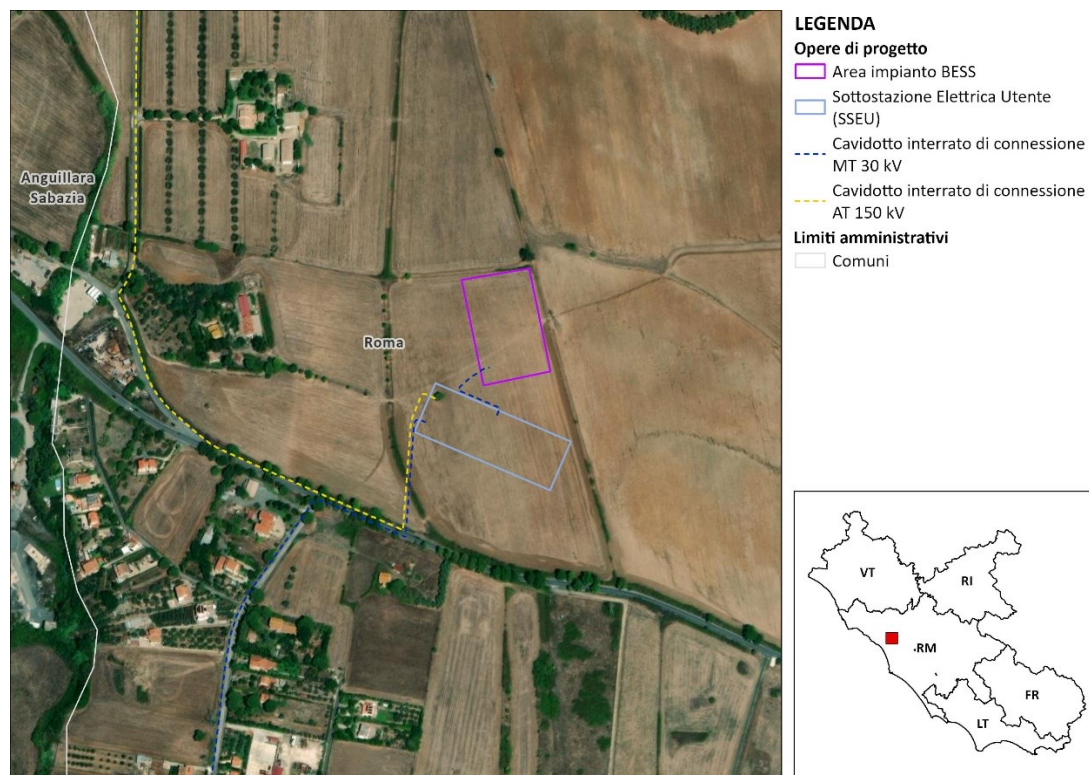 Anguillara
Sabazia
Roma
LEGENDA
Opere di progetto
Area impianto BESS
Sottostazione Elettrica Utente
(SSEU)
Cavidotto interrato di connessione
MT 30 kV
Cavidotto interrato di connessione
AT 150 kV
Limiti amministrativi
Comuni
VT
RI
RM
FR
LT